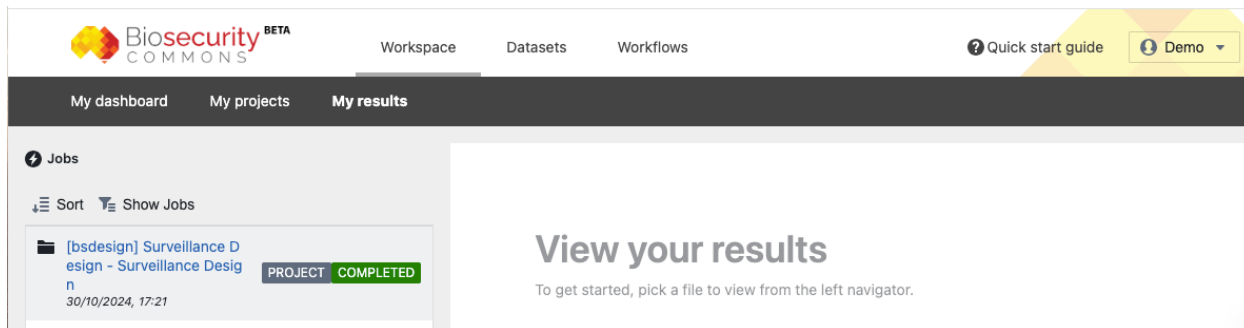 Biosecurity BETA
COMMONS
Workspace
Datasets
Workflows
Quick start guide
Demo
My dashboard
My projects
My results
Jobs
Sort
Show Jobs
[bsdesign] Surveillance D
esign - Surveillance Desig
n
PROJECT
COMPLETED
30/10/2024, 17:21
View your results
To get started, pick a file to view from the left navigator.